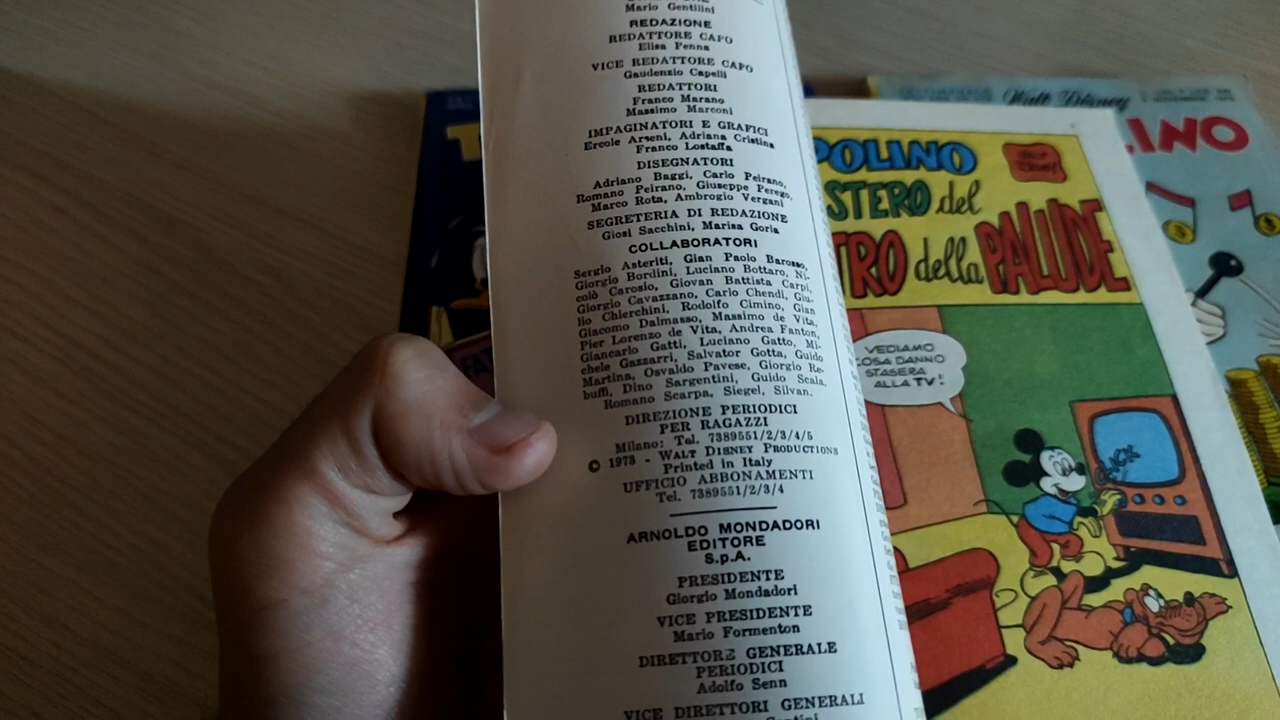 Mario Gentilini
REDAZIONE
REDATTORE CAPO
Elisa Penna
VICE REDATTORE CAPO
Gaudenzio Capelli
REDATTORI
Franco Marano
Massimo Marconi
IMPAGINATORI E GRAFICI
Ercole Arseni, Adriana Cristina
Franco Lostaffa
DISEGNATORI
Adriano Baggi, Carlo Peirano,
Romano Peirano, Giuseppe Perego,
Marco Rota, Ambrogio Vergani
SEGRETERIA DI REDAZIONE
Giosi Sacchini, Marisa Goria
COLLABORATORI
Sergio Asteriti, Gian Paolo Barosso,
Giorgio Bordini, Luciano Bottaro, Ni-
colò Carosio, Giovan Battista Carpi,
Giorgio Cavazzano, Carlo Chendi, Giu-
lio Chierchini, Rodolfo Cimino, Gian
Giacomo Dalmasso, Massimo de Vita,
Pier Lorenzo de Vita, Andrea Fanton,
Giancarlo Gatti, Luciano Gatto, Mi-
chele Gazzarri, Salvator Gotta, Guido
Martina, Osvaldo Pavese, Giorgio Re-
buffi, Dino Sargentini, Guido Scala,
Romano Scarpa, Siegel, Silvan.
DIREZIONE PERIODICI
PER RAGAZZI
Milano: Tel. 7389551/2/3/4/5
© 1973 - WALT DISNEY PRODUCTIONS
Printed in Italy
UFFICIO ABBONAMENTI
Tel. 7389551/2/3/4
ARNOLDO MONDADORI
EDITORE
S.p.A.
PRESIDENTE
Giorgio Mondadori
VICE PRESIDENTE
Mario Formenton
DIRETTORE GENERALE
PERIODICI
Adolfo Senn
VICE DIRETTORI GENERALI
POLINO
STERO del
TRO della PALUDE
VEDIAMO
COSA DANNO
STASERA
ALLA TV!
CLICK
Walt Disney
LINO